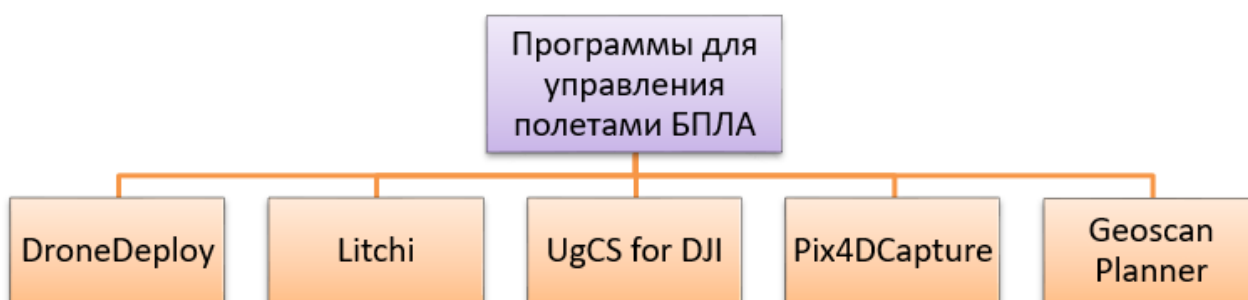 Программы для
управления
полетами БПЛА
DroneDeploy
Litchi
UgCS for DJI
Pix4DCapture
Geoscan
Planner